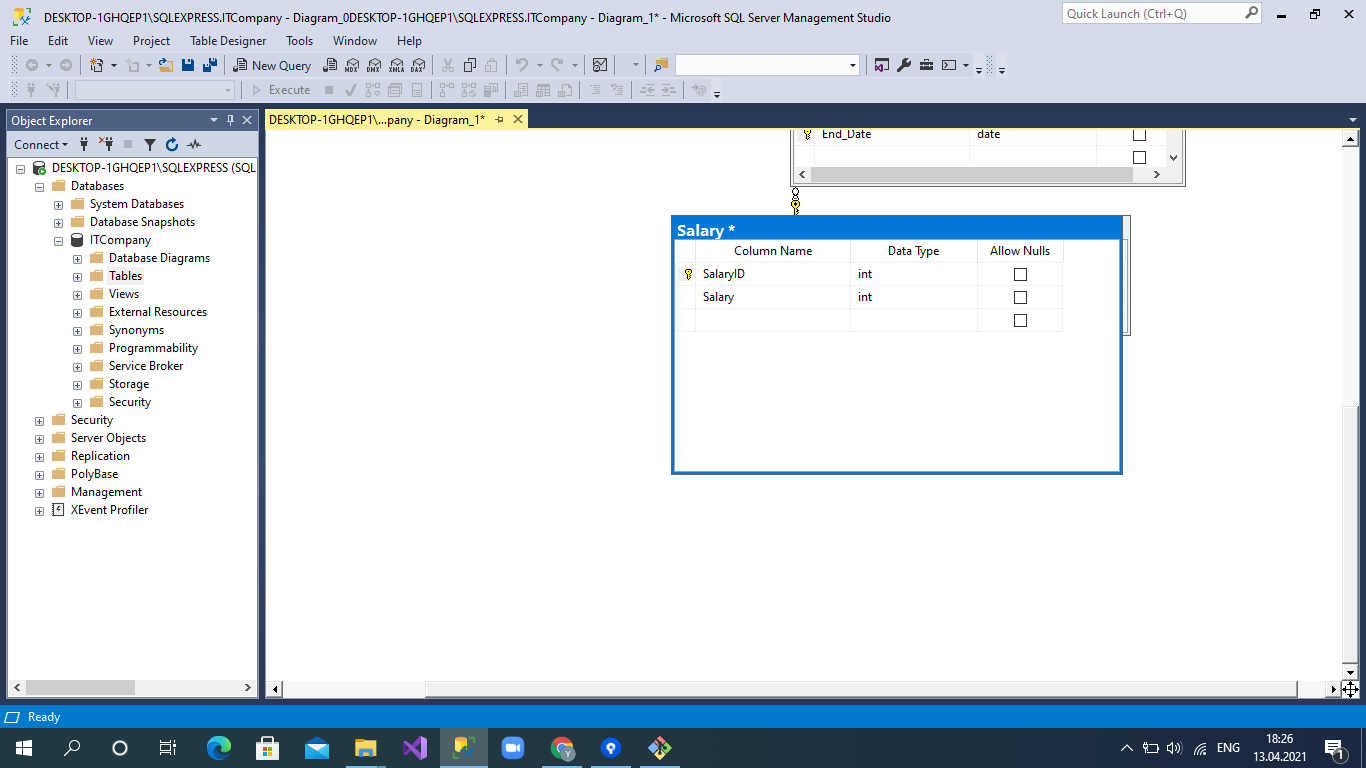 DESKTOP-1GHQEP1\SQLEXPRESS.ITCompany - Diagram_0DESKTOP-1GHQEP1\SQLEXPRESS.ITCompany - Diagram_1* - Microsoft SQL Server Management Studio
Quick Launch (Ctrl+Q)
File Edit View Project Table Designer Tools Window Help
New Query MDX DMX XMLA DAX
Execute
Object Explorer
DESKTOP-1GHQEP1\...pany - Diagram_1*
Connect
DESKTOP-1GHQEP1\SQLEXPRESS (SQL
Databases
System Databases
Database Snapshots
ITCompany
Database Diagrams
Tables
Views
External Resources
Synonyms
Programmability
Service Broker
Storage
Security
Security
Server Objects
Replication
PolyBase
Management
XEvent Profiler
End_Date date
Salary *
Column Name Data Type Allow Nulls
SalaryID int
Salary int
Ready
ENG
18:26
13.04.2021
1